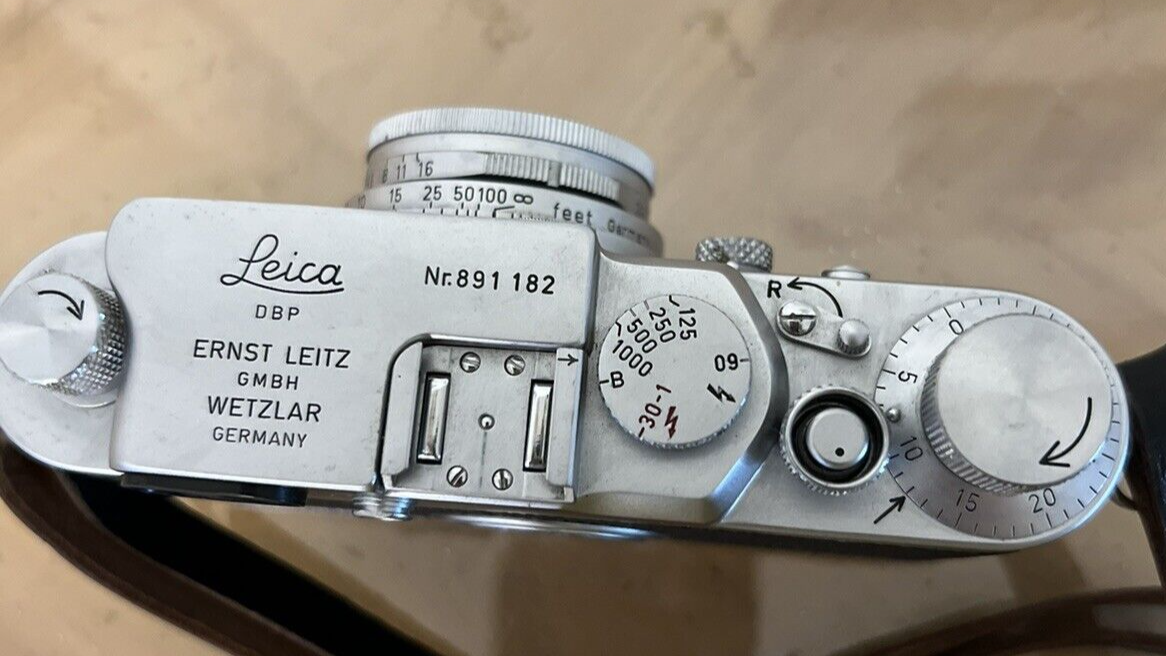 8 11 16
15 25 50 100 ∞ feet
Leica
DBP
Nr.891 182
ERNST LEITZ
GMBH
WETZLAR
GERMANY
125
250
500
1000
B
30-1
60
R
0
5
10
15
20